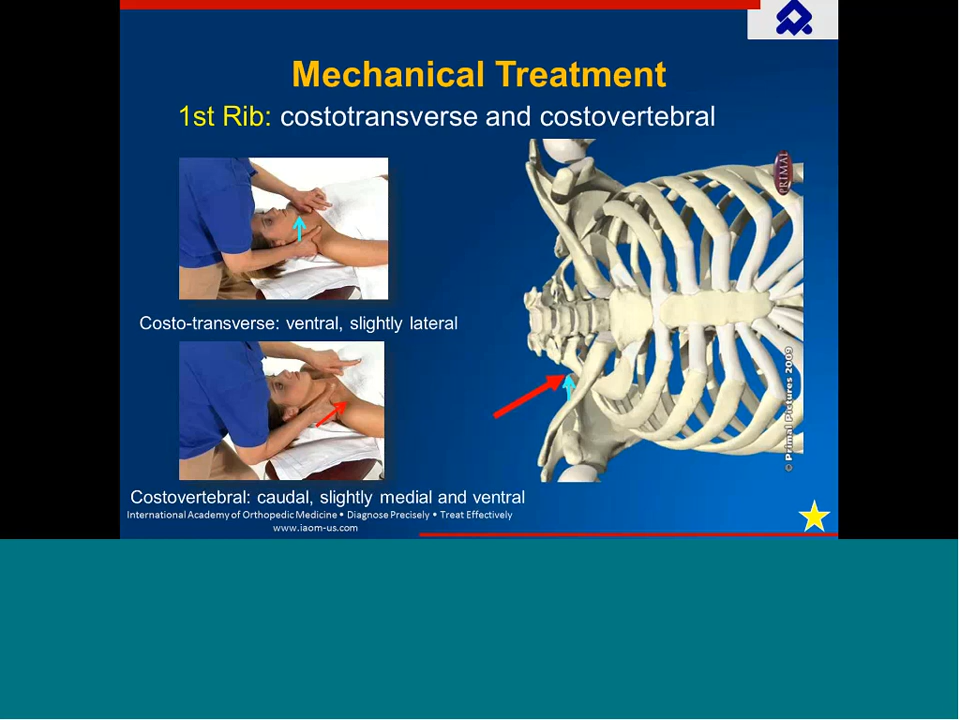 Mechanical Treatment
1st Rib: costotransverse and costovertebral
PRIMAL
Costo-transverse: ventral, slightly lateral
© Primal Pictures 2009
Costovertebral: caudal, slightly medial and ventral
International Academy of Orthopedic Medicine • Diagnose Precisely • Treat Effectively
www.iaom-us.com